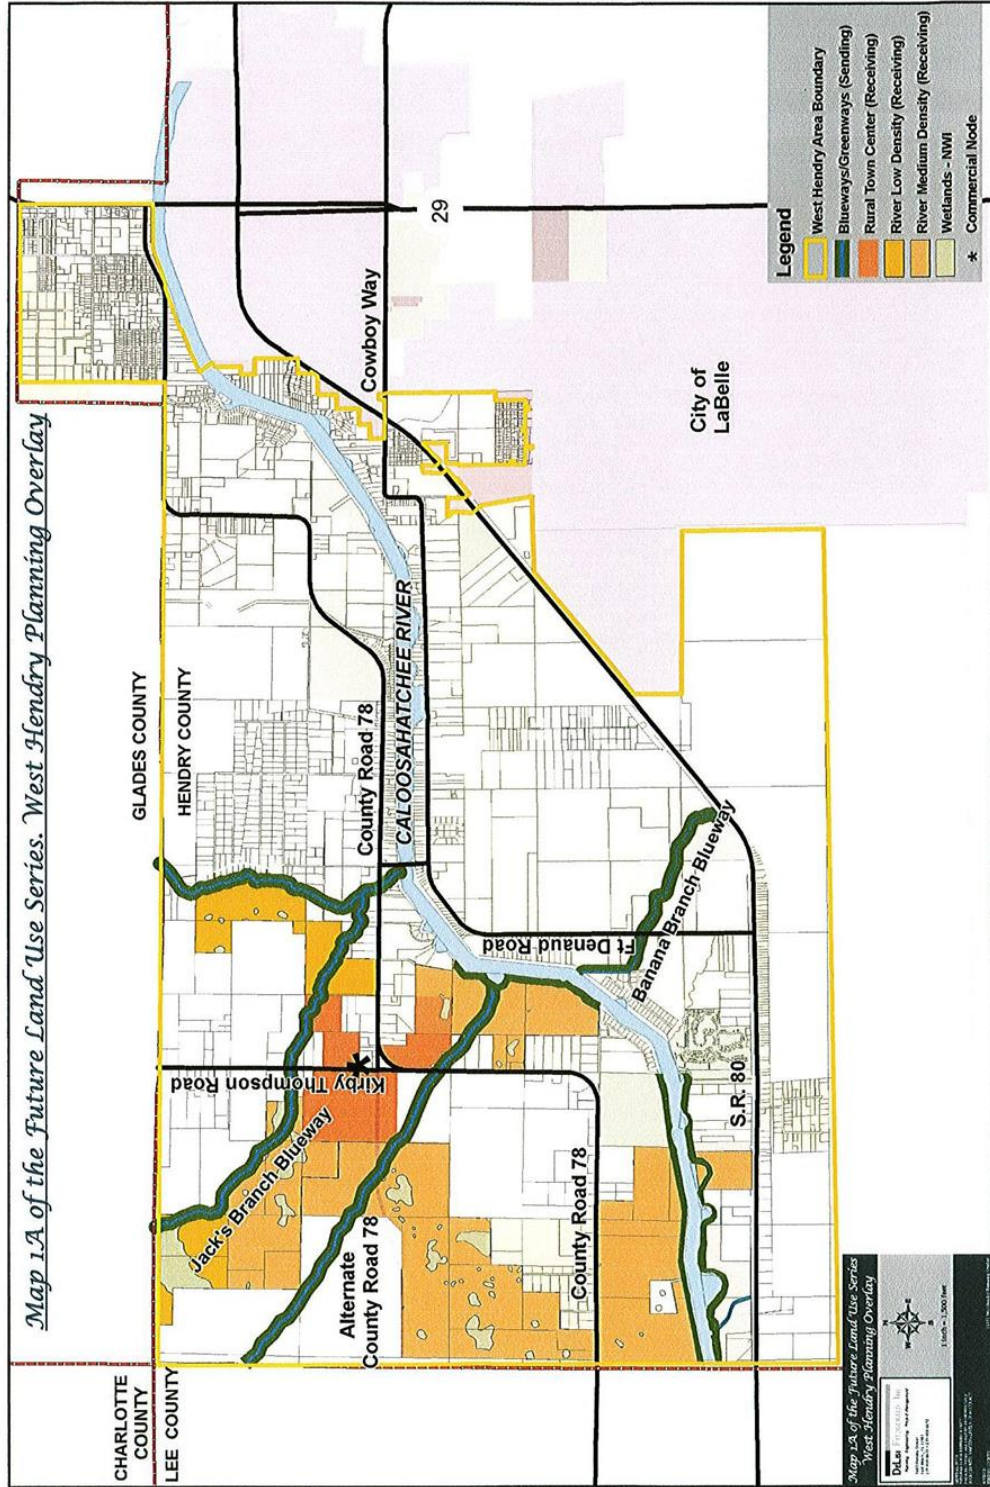 Map 1A of the Future Land Use Series. West Hendry Planning Overlay
CHARLOTTE
COUNTY
LEE COUNTY
GLADES COUNTY
HENDRY COUNTY
Jack's Branch Blueway
Kirby Thompson Road
Alternate
County Road 78
County Road 78
County Road 78
CALOOSAHATCHEE RIVER
Ft Denaud Road
Banana Branch Blueway
S.R. 80
Cowboy Way
29
City of
LaBelle
Legend
West Hendry Area Boundary
Blueways/Greenways (Sending)
Rural Town Center (Receiving)
River Low Density (Receiving)
River Medium Density (Receiving)
Wetlands - NWI
* Commercial Node
Map 1A of the Future Land Use Series
West Hendry Planning Overlay
N
W E
S